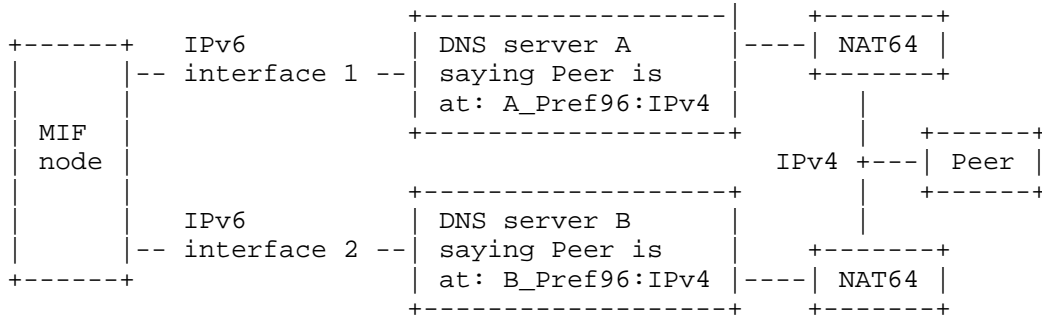 IPv6 DNS server A NAT64
interface 1 saying Peer is
at: A_Pref96:IPv4
MIF
node IPv4 Peer
IPv6 DNS server B
interface 2 saying Peer is
at: B_Pref96:IPv4 NAT64